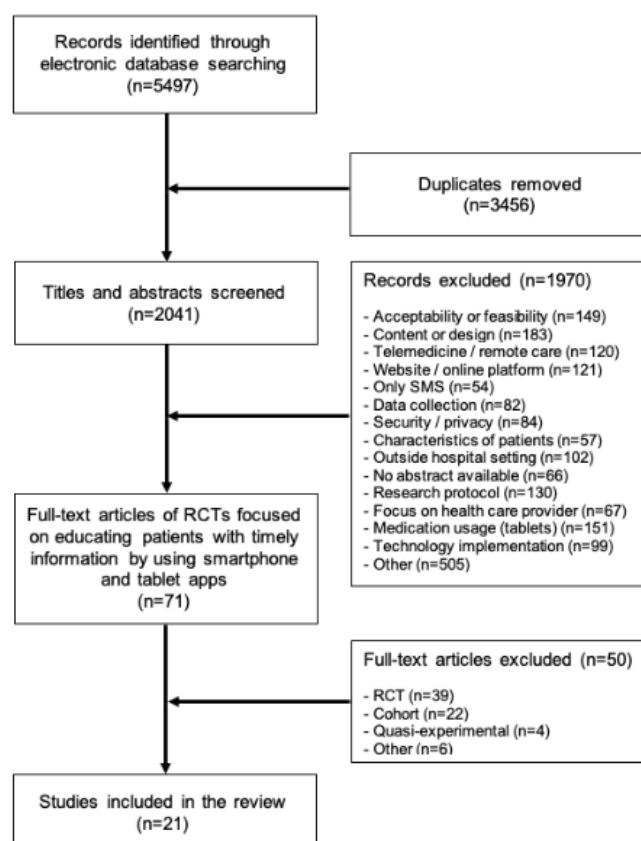 Records identified through
electronic database searching
(n=5497)
Duplicates removed
(n=3456)
Titles and abstracts screened
(n=2041)
Records excluded (n=1970)
- Acceptability or feasibility (n=149)
- Content or design (n=183)
- Telemedicine / remote care (n=120)
- Website / online platform (n=121)
- Only SMS (n=54)
- Data collection (n=82)
- Security / privacy (n=84)
- Characteristics of patients (n=57)
- Outside hospital setting (n=102)
- No abstract available (n=66)
- Research protocol (n=130)
- Focus on health care provider (n=67)
- Medication usage (tablets) (n=151)
- Technology implementation (n=99)
- Other (n=505)
Full-text articles of RCTs focused
on educating patients with timely
information by using smartphone
and tablet apps
(n=71)
Full-text articles excluded (n=50)
- RCT (n=39)
- Cohort (n=22)
- Quasi-experimental (n=4)
- Other (n=6)
Studies included in the review
(n=21)